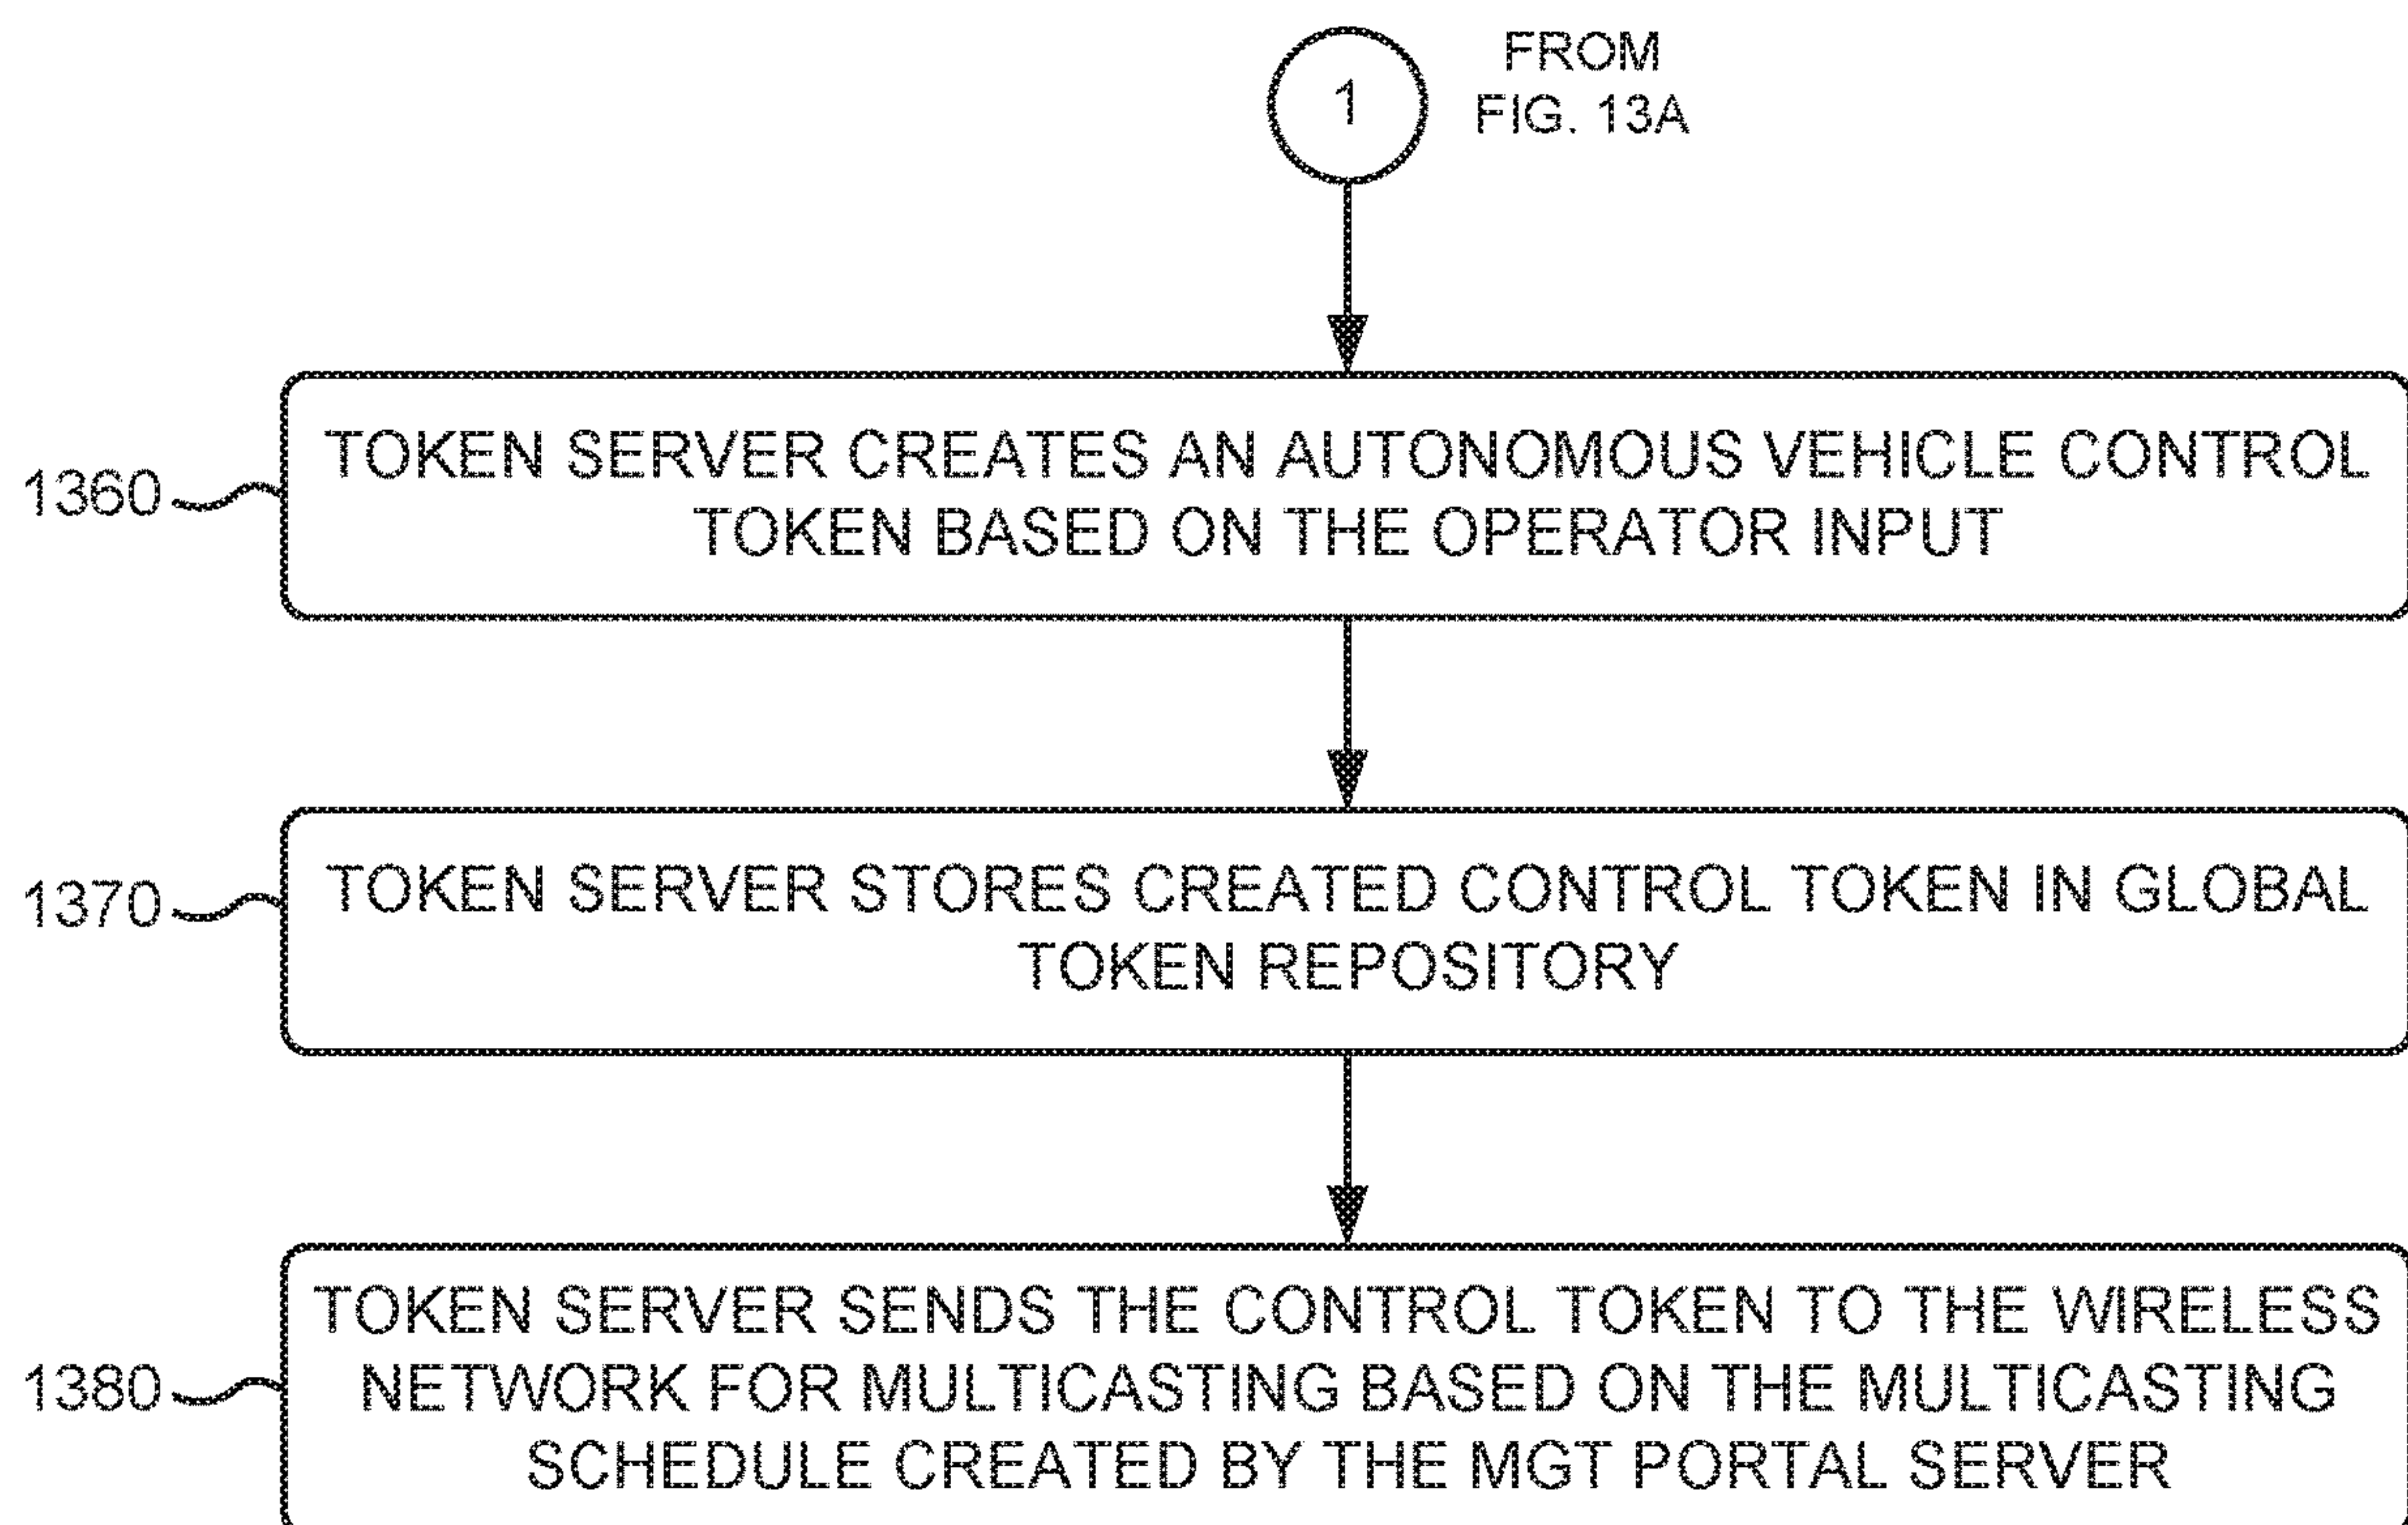 1
FROM
FIG. 13A
1360
TOKEN SERVER CREATES AN AUTONOMOUS VEHICLE CONTROL
TOKEN BASED ON THE OPERATOR INPUT
1370
TOKEN SERVER STORES CREATED CONTROL TOKEN IN GLOBAL
TOKEN REPOSITORY
1380
TOKEN SERVER SENDS THE CONTROL TOKEN TO THE WIRELESS
NETWORK FOR MULTICASTING BASED ON THE MULTICASTING
SCHEDULE CREATED BY THE MGT PORTAL SERVER